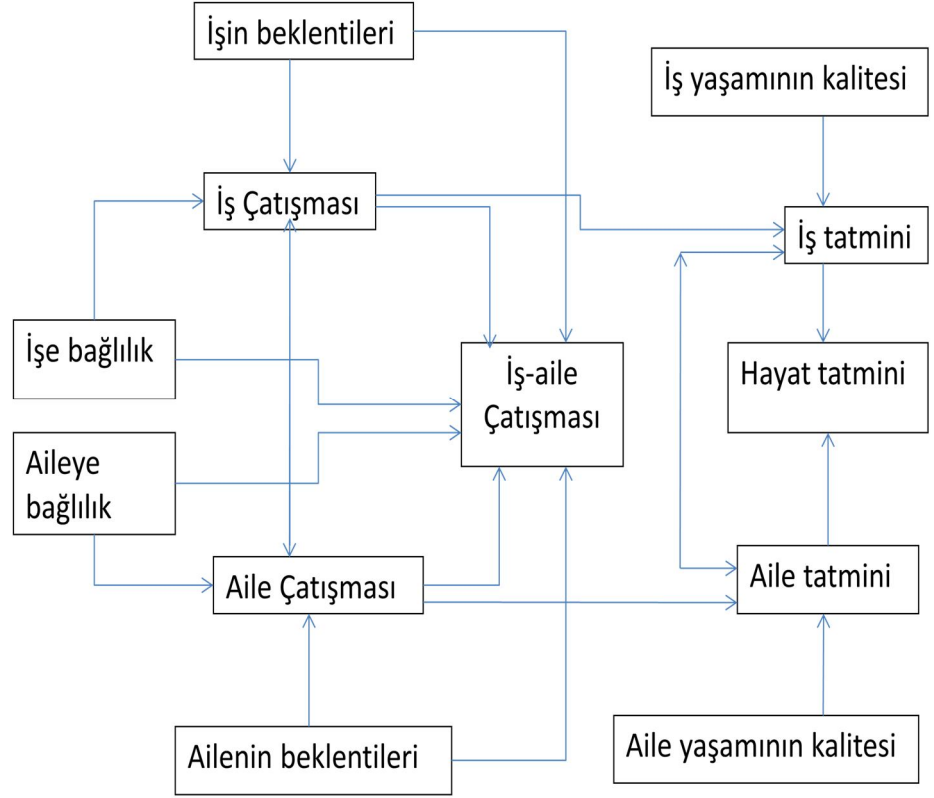 İşin beklentileri
İş yaşamının kalitesi
İş Çatışması
İş tatmini
İşe bağlılık
İş-aile
Çatışması
Hayat tatmini
Aileye
bağlılık
Aile Çatışması
Aile tatmini
Ailenin beklentileri
Aile yaşamının kalitesi